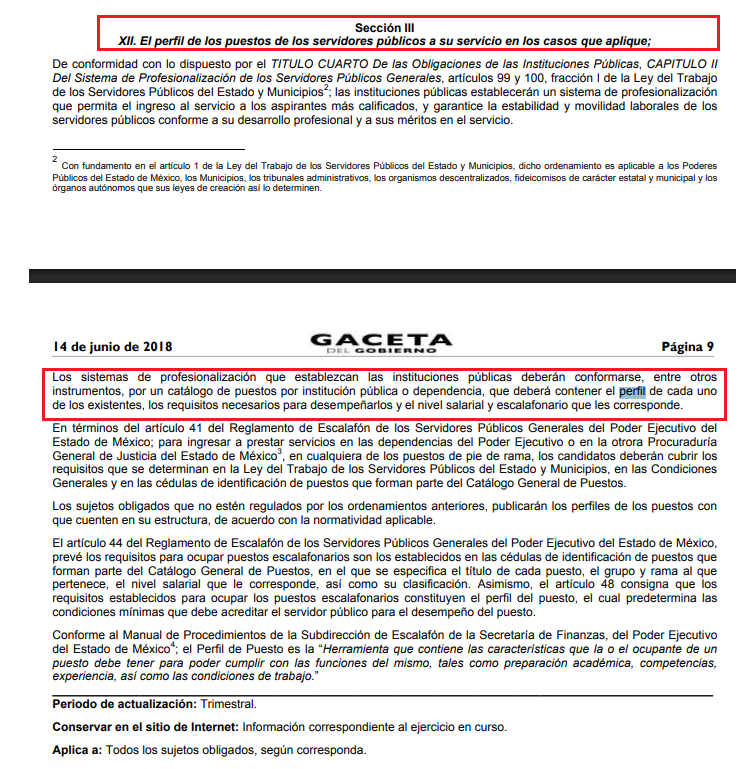 Sección III
XII. El perfil de los puestos de los servidores públicos a su servicio en los casos que aplique;
De conformidad con lo dispuesto por el TITULO CUARTO De las Obligaciones de las Instituciones Públicas, CAPITULO II
Del Sistema de Profesionalización de los Servidores Públicos Generales, artículos 99 y 100, fracción I de la Ley del Trabajo
de los Servidores Públicos del Estado y Municipios2; las instituciones públicas establecerán un sistema de profesionalización
que permita el ingreso al servicio a los aspirantes más calificados, y garantice la estabilidad y movilidad laborales de los
servidores públicos conforme a su desarrollo profesional y a sus méritos en el servicio.
2 Con fundamento en el artículo 1 de la Ley del Trabajo de los Servidores Públicos del Estado y Municipios, dicho ordenamiento es aplicable a los Poderes
Públicos del Estado de México, los Municipios, los tribunales administrativos, los organismos descentralizados, fideicomisos de carácter estatal y municipal y los
órganos autónomos que sus leyes de creación así lo determinen.
14 de junio de 2018
GACETA
DEL GOBIERNO
Página 9
Los sistemas de profesionalización que establezcan las instituciones públicas deberán conformarse, entre otros
instrumentos, por un catálogo de puestos por institución pública o dependencia, que deberá contener el perfil de cada uno
de los existentes, los requisitos necesarios para desempeñarlos y el nivel salarial y escalafonario que les corresponde.
En términos del artículo 41 del Reglamento de Escalafón de los Servidores Públicos Generales del Poder Ejecutivo del
Estado de México; para ingresar a prestar servicios en las dependencias del Poder Ejecutivo o en la otrora Procuraduría
General de Justicia del Estado de México3, en cualquiera de los puestos de pie de rama, los candidatos deberán cubrir los
requisitos que se determinan en la Ley del Trabajo de los Servidores Públicos del Estado y Municipios, en las Condiciones
Generales y en las cédulas de identificación de puestos que forman parte del Catálogo General de Puestos.
Los sujetos obligados que no estén regulados por los ordenamientos anteriores, publicarán los perfiles de los puestos con
que cuenten en su estructura, de acuerdo con la normatividad aplicable.
El artículo 44 del Reglamento de Escalafón de los Servidores Públicos Generales del Poder Ejecutivo del Estado de México,
prevé los requisitos para ocupar puestos escalafonarios son los establecidos en las cédulas de identificación de puestos que
forman parte del Catálogo General de Puestos, en el que se especifica el título de cada puesto, el grupo y rama al que
pertenece, el nivel salarial que le corresponde, así como su clasificación. Asimismo, el artículo 48 consigna que los
requisitos establecidos para ocupar los puestos escalafonarios constituyen el perfil del puesto, el cual predetermina las
condiciones mínimas que debe acreditar el servidor público para el desempeño del puesto.
Conforme al Manual de Procedimientos de la Subdirección de Escalafón de la Secretaría de Finanzas, del Poder Ejecutivo
del Estado de México4; el Perfil de Puesto es la “Herramienta que contiene las características que la o el ocupante de un
puesto debe tener para poder cumplir con las funciones del mismo, tales como preparación académica, competencias,
experiencia, así como las condiciones de trabajo.”
Periodo de actualización: Trimestral.
Conservar en el sitio de Internet: Información correspondiente al ejercicio en curso.
Aplica a: Todos los sujetos obligados, según corresponda.